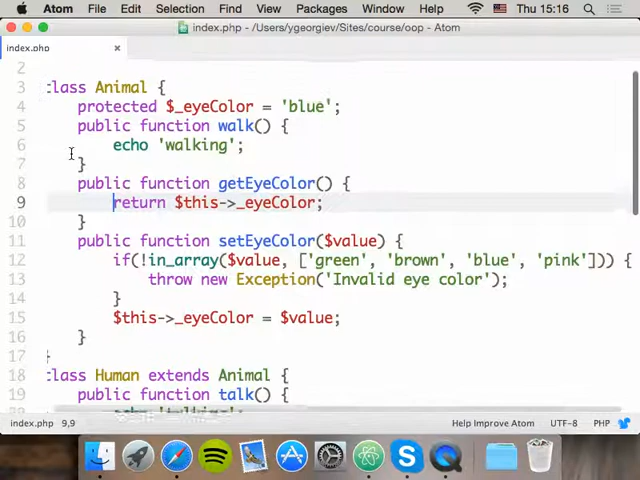 Atom File Edit Selection Find View Packages Window Help Thu 15:16
index.php - /Users/ygeorgiev/Sites/course/oop - Atom
index.php
2
3 class Animal {
4 protected $_eyeColor = 'blue';
5 public function walk() {
6 echo 'walking';
7 }
8 public function getEyeColor() {
9 return $this->_eyeColor;
10 }
11 public function setEyeColor($value) {
12 if(!in_array($value, ['green', 'brown', 'blue', 'pink'])) {
13 throw new Exception('Invalid eye color');
14 }
15 $this->_eyeColor = $value;
16 }
17 }
18 class Human extends Animal {
19 public function talk() {
echo 'talking';
index.php 9,9 Help Improve Atom UTF-8 PHP